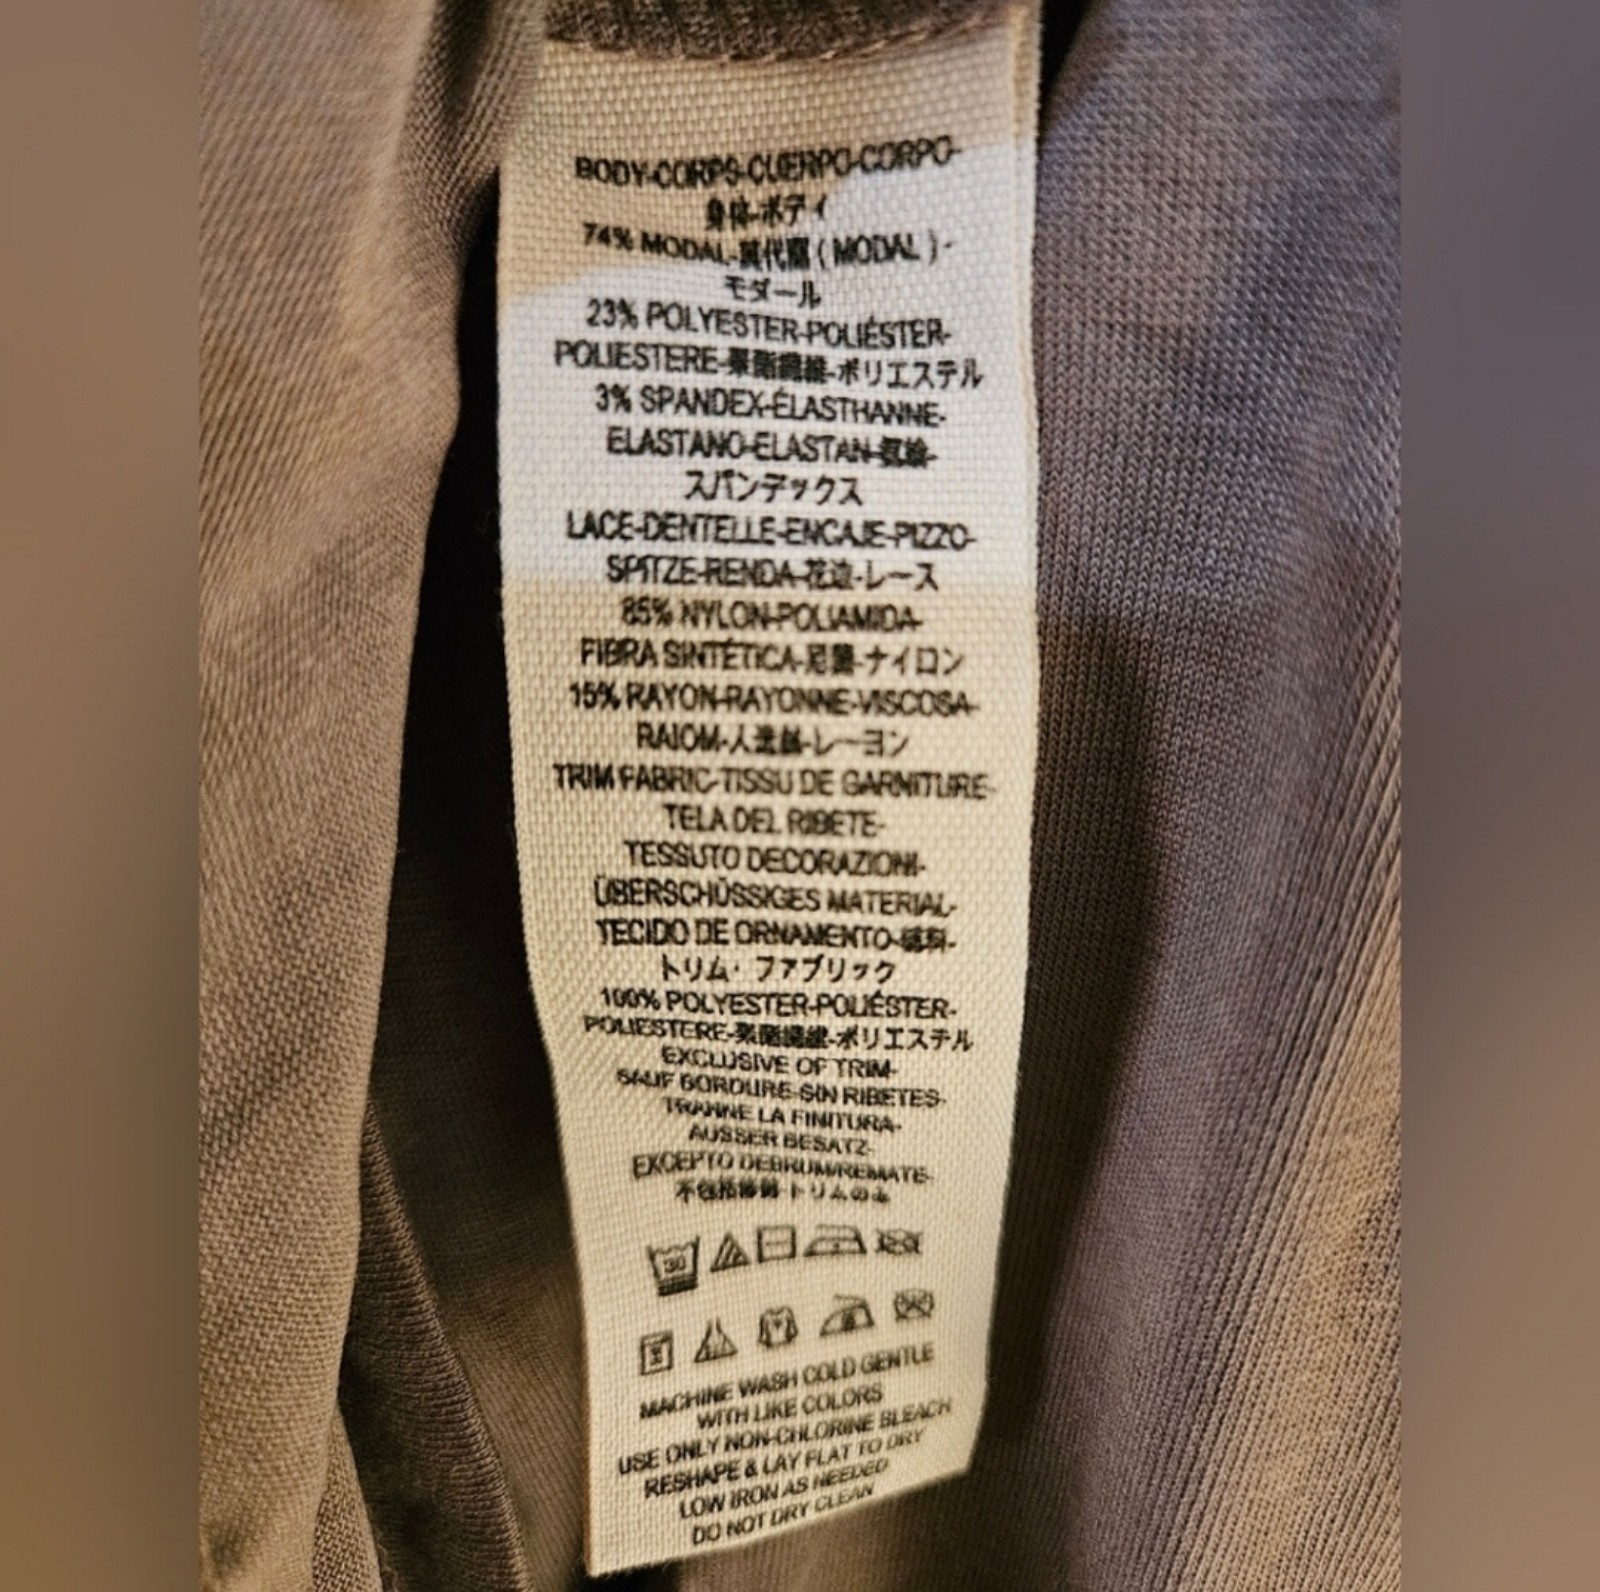 BODY-CORPS-CUERPO-CORPO-
身体-ボディ
74% MODAL-莫代爾 ( MODAL ) -
モダール
23% POLYESTER-POLIÉSTER-
POLIESTERE-聚酯纖維-ポリエステル
3% SPANDEX-ÉLASTHANNE-
ELASTANO-ELASTAN-氨綸-
スパンデックス
LACE-DENTELLE-ENCAJE-PIZZO-
SPITZE-RENDA-花边-レース
85% NYLON-POLIAMIDA-
FIBRA SINTÉTICA-尼龍-ナイロン
15% RAYON-RAYONNE-VISCOSA-
RAIOM-人造絲-レーヨン
TRIM FABRIC-TISSU DE GARNITURE-
TELA DEL RIBETE-
TESSUTO DECORAZIONI-
ÜBERSCHÜSSIGES MATERIAL-
TECIDO DE ORNAMENTO-
トリム・ファブリック
100% POLYESTER-POLIÉSTER-
POLIESTERE-聚酯纖維-ポリエステル
EXCLUSIVE OF TRIM-
SAUF BORDURE-SIN RIBETES-
TRANNE LA FINITURA-
AUSSER BESATZ-
EXCEPTO DEBRUM/REMATE-
トリムのみ
30
MACHINE WASH COLD GENTLE
WITH LIKE COLORS
USE ONLY NON-CHLORINE BLEACH
RESHAPE & LAY FLAT TO DRY
LOW IRON AS NEEDED
DO NOT DRY CLEAN